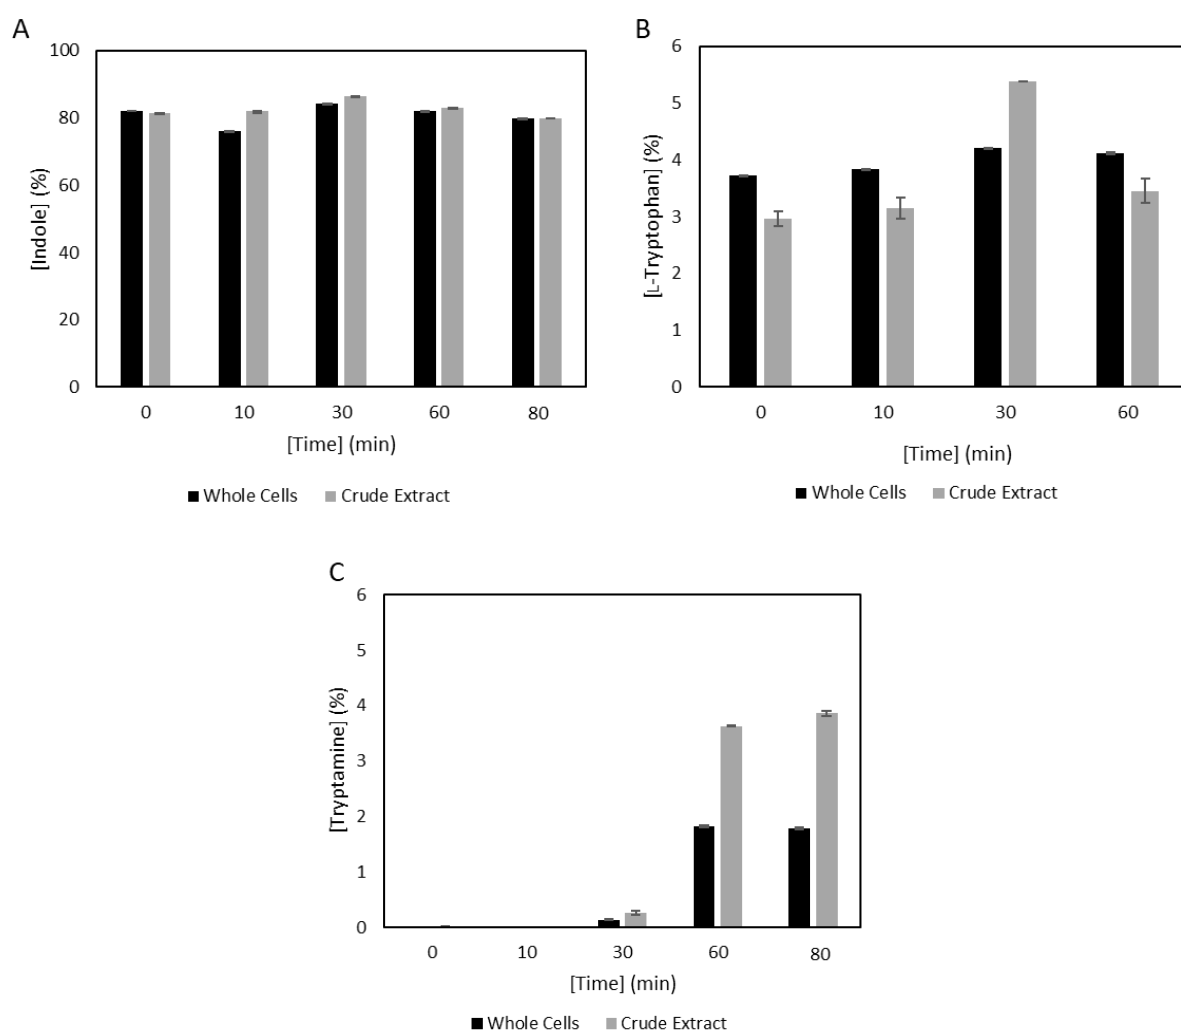 A
[Indole] (%)
100
80
60
40
20
0
0 10 30 60 80
[Time] (min)
Whole Cells Crude Extract
B
[L-Tryptophan] (%)
6
5
4
3
2
1
0
0 10 30 60
[Time] (min)
Whole Cells Crude Extract
C
[Tryptamine] (%)
6
5
4
3
2
1
0
0 10 30 60 80
[Time] (min)
Whole Cells Crude Extract